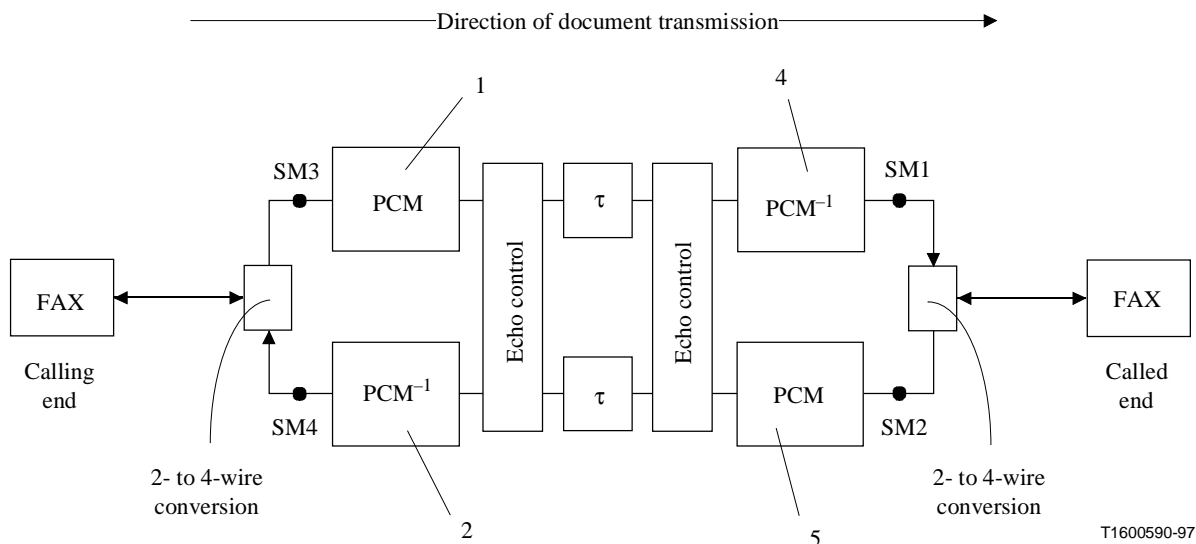 Direction of document transmission
1
4
SM3
SM1
PCM
τ
PCM⁻¹
Echo control
Echo control
FAX
FAX
Calling
end
Called
end
PCM⁻¹
τ
PCM
SM4
SM2
2- to 4-wire
conversion
2
5
2- to 4-wire
conversion
T1600590-97